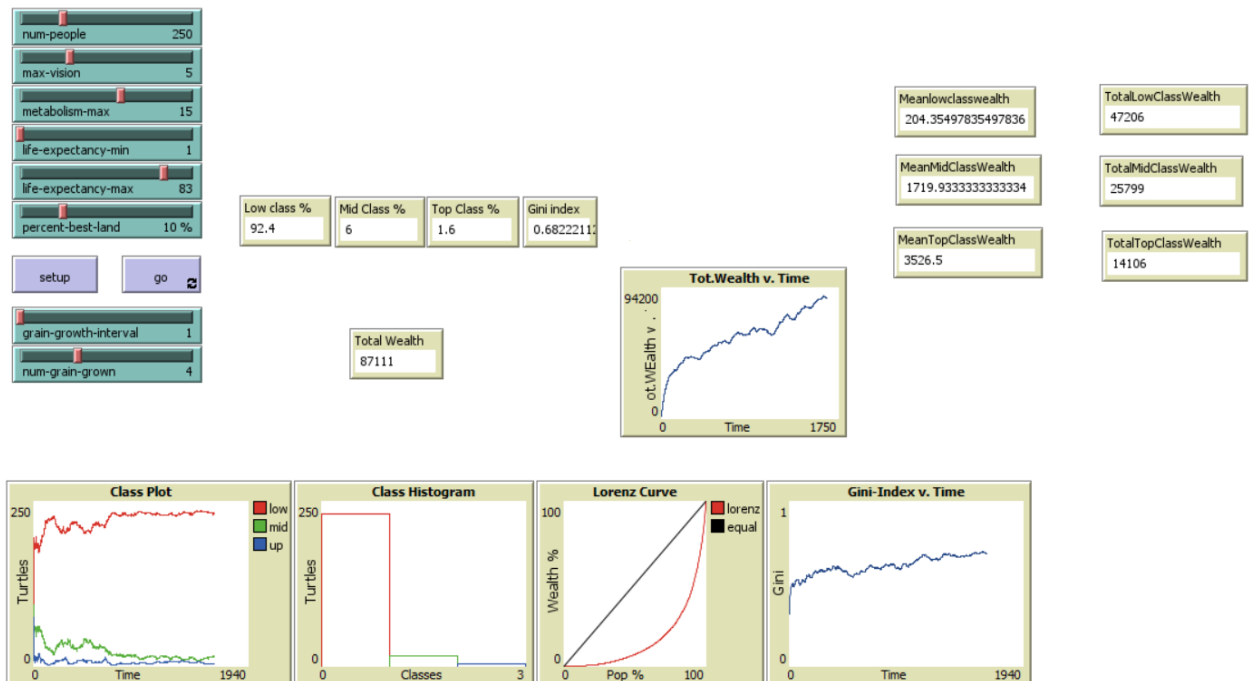 num-people 250
max-vision 5
metabolism-max 15
life-expectancy-min 1
life-expectancy-max 83
percent-best-land 10 %
setup go
grain-growth-interval 1
num-grain-grown 4
Low class % Mid Class % Top Class % Gini index
92.4 6 1.6 0.6822211
Total Wealth
87111
Meanlowclasswealth
204.35497835497836
MeanMidClassWealth
1719.9333333333334
MeanTopClassWealth
3526.5
TotalLowClassWealth
47206
TotalMidClassWealth
25799
TotalTopClassWealth
14106
Tot.Wealth v. Time
94200
ot.WEalth v .
0
0 Time 1750
Class Plot
250
Turtles
0
0 Time 1940
low
mid
up
Class Histogram
250
Turtles
0
0 Classes 3
Lorenz Curve
100
Wealth %
0
0 Pop % 100
lorenz
equal
Gini-Index v. Time
1
Gini
0
0 Time 1940